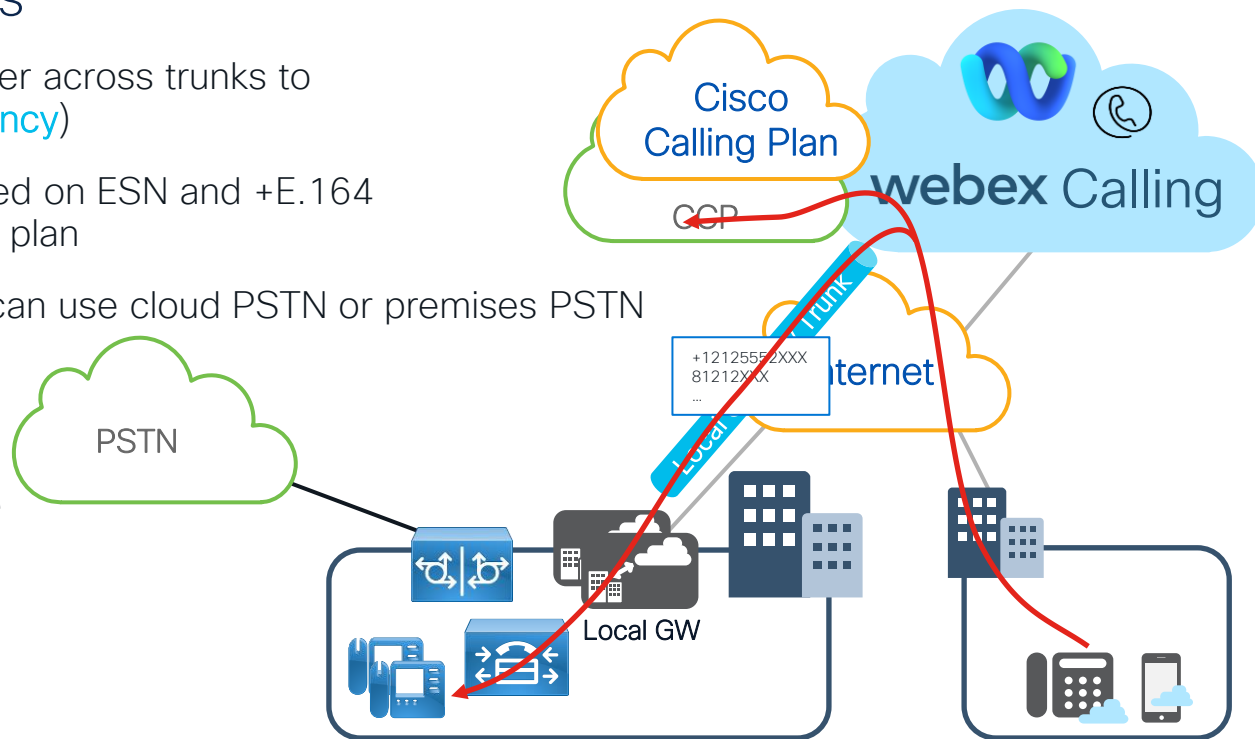 er across trunks to
ncy)
ed on ESN and +E.164
plan
can use cloud PSTN or premises PSTN
Cisco
Calling Plan
CCP
webex Calling
Trunk
+12125552XXX
81212XXX
...
nternet
Local
PSTN
Local GW